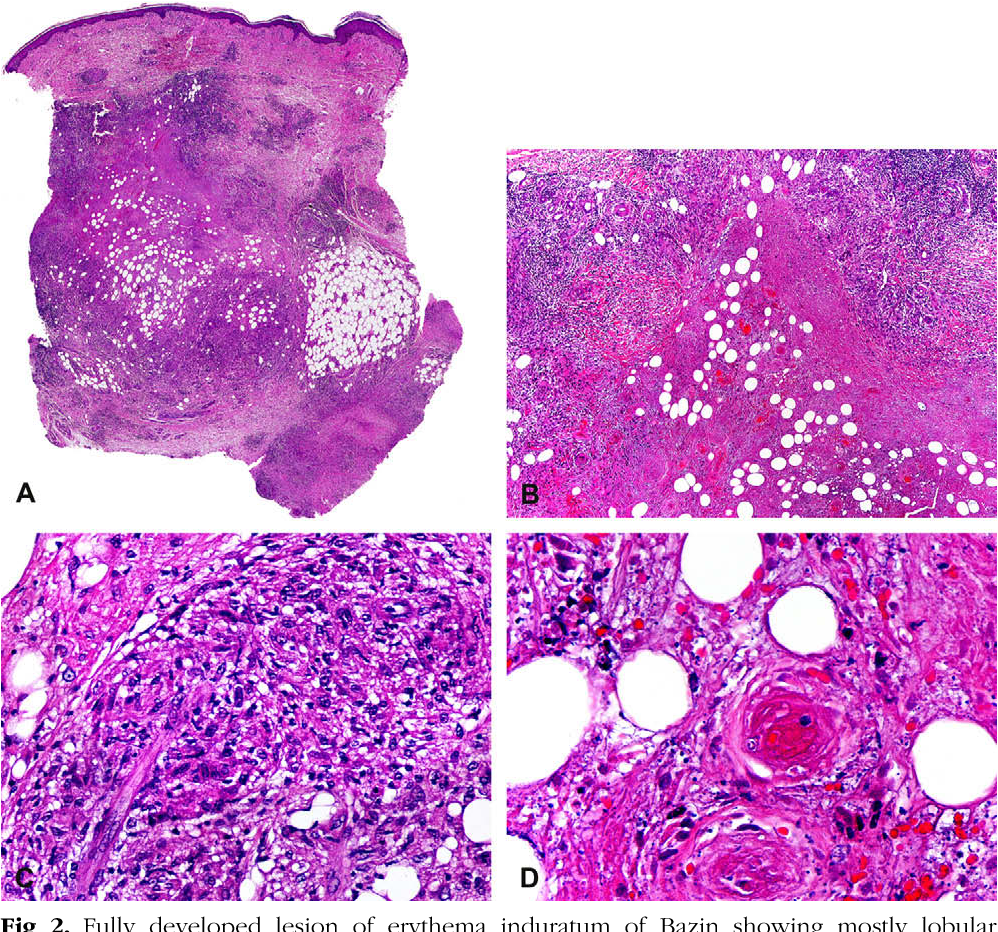 A
B
C
D
Fig 2. Fully developed lesion of erythema induratum of Bazin showing mostly lobular